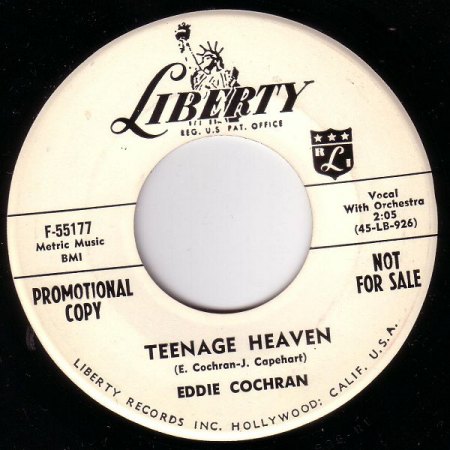 LIBERTY
REG. U.S. PAT. OFFICE
R L I
F-55177
Metric Music
BMI
Vocal
With Orchestra
2:05
(45-LB-926)
PROMOTIONAL
COPY
NOT
FOR SALE
TEENAGE HEAVEN
(E. Cochran-J. Capehart)
EDDIE COCHRAN
LIBERTY RECORDS INC. HOLLYWOOD; CALIF. U.S.A.